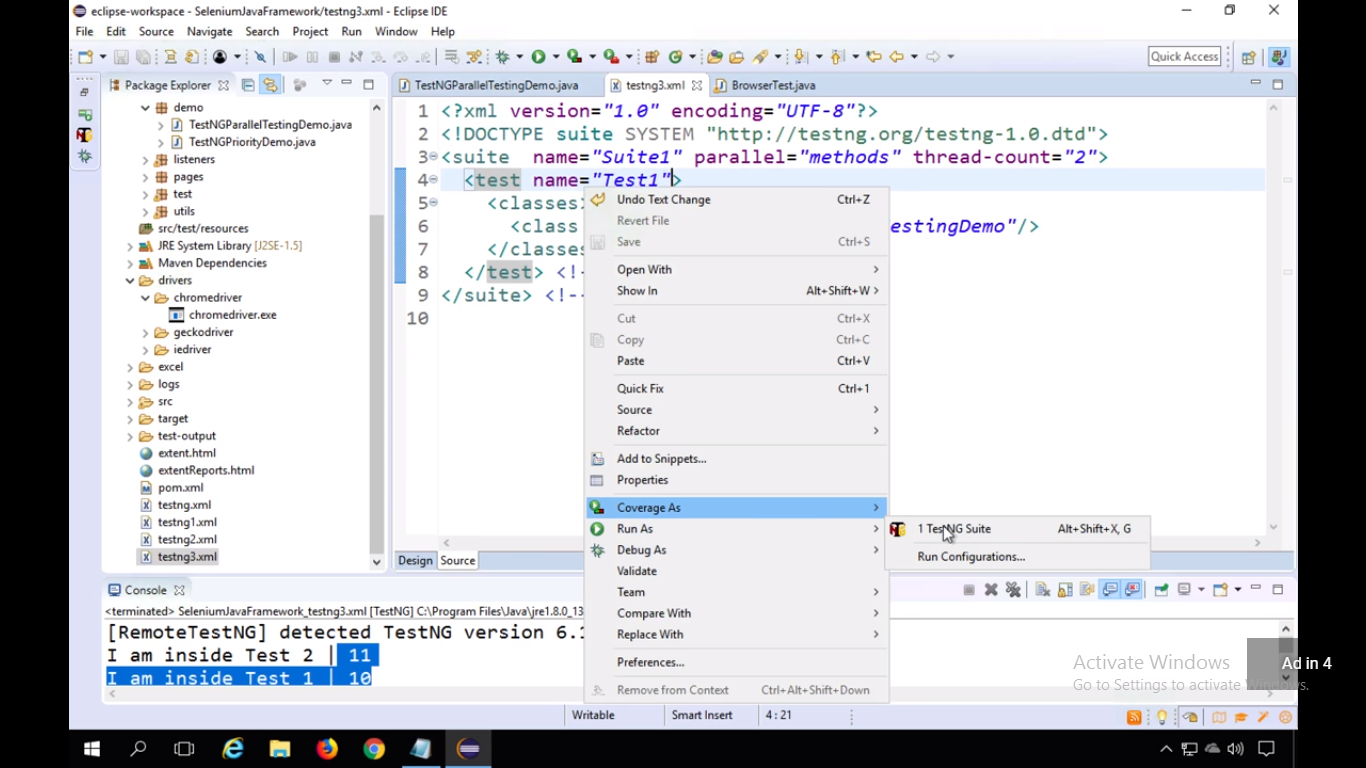 eclipse-workspace - SeleniumJavaFramework/testng3.xml - Eclipse IDE
File Edit Source Navigate Search Project Run Window Help
Quick Access
Package Explorer
TestNGParallelTestingDemo.java testng3.xml BrowserTest.java
demo
TestNGParallelTestingDemo.java
TestNGPriorityDemo.java
listeners
pages
test
utils
src/test/resources
JRE System Library [J2SE-1.5]
Maven Dependencies
drivers
chromedriver
chromedriver.exe
geckodriver
iedriver
excel
logs
src
target
test-output
extent.html
extentReports.html
pom.xml
testng.xml
testng1.xml
testng2.xml
testng3.xml
1 <?xml version="1.0" encoding="UTF-8"?>
2 <!DOCTYPE suite SYSTEM "http://testng.org/testng-1.0.dtd">
3 <suite name="Suite1" parallel="methods" thread-count="2">
4 <test name="Test1">
5 <classes>
6 <class estingDemo"/>
7 </classes
8 </test> <!-
9 </suite> <!--
10
Undo Text Change Ctrl+Z
Revert File
Save Ctrl+S
Open With
Show In Alt+Shift+W
Cut Ctrl+X
Copy Ctrl+C
Paste Ctrl+V
Quick Fix Ctrl+1
Source
Refactor
Add to Snippets...
Properties
Coverage As
Run As
Debug As
Validate
Team
Compare With
Replace With
Preferences...
Remove from Context Ctrl+Alt+Shift+Down
1 TestNG Suite Alt+Shift+X, G
Run Configurations...
Design Source
Console
<terminated> SeleniumJavaFramework_testng3.xml [TestNG] C:\Program Files\Java\jre1.8.0_13
[RemoteTestNG] detected TestNG version 6.1
I am inside Test 2 | 11
I am inside Test 1 | 10
Activate Windows
Go to Settings to activate Windows.
Ad in 4
Writable Smart Insert 4 : 21